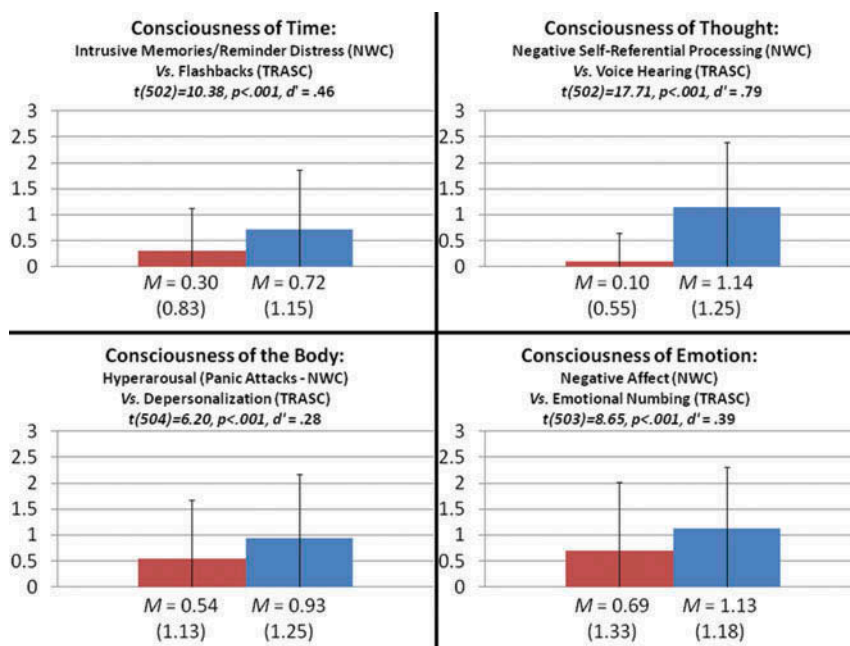 Consciousness of Time:
Intrusive Memories/Reminder Distress (NWC)
Vs. Flashbacks (TRASC)
t(502)=10.38, p<.001, d' = .46
3
2.5
2
1.5
1
0.5
0
M = 0.30 M = 0.72
(0.83) (1.15)
Consciousness of Thought:
Negative Self-Referential Processing (NWC)
Vs. Voice Hearing (TRASC)
t(502)=17.71, p<.001, d' = .79
3
2.5
2
1.5
1
0.5
0
M = 0.10 M = 1.14
(0.55) (1.25)
Consciousness of the Body:
Hyperarousal (Panic Attacks - NWC)
Vs. Depersonalization (TRASC)
t(504)=6.20, p<.001, d' = .28
3
2.5
2
1.5
1
0.5
0
M = 0.54 M = 0.93
(1.13) (1.25)
Consciousness of Emotion:
Negative Affect (NWC)
Vs. Emotional Numbing (TRASC)
t(503)=8.65, p<.001, d' = .39
3
2.5
2
1.5
1
0.5
0
M = 0.69 M = 1.13
(1.33) (1.18)